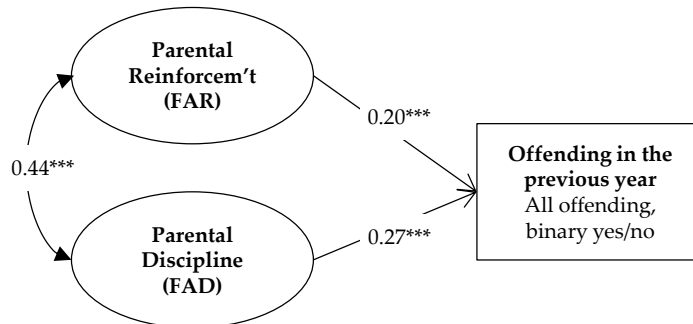 Parental
Reinforcem't
(FAR)
0.20***
Offending in the
previous year
All offending,
binary yes/no
0.44***
Parental
Discipline
(FAD)
0.27***